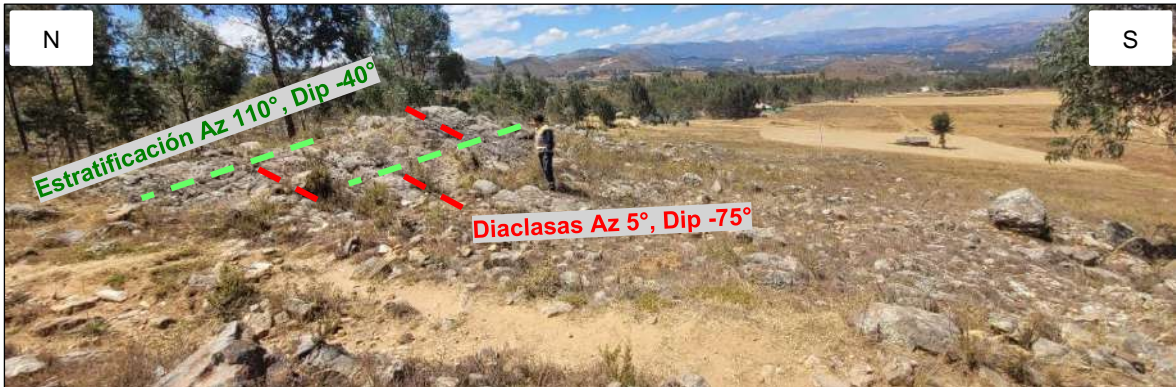 N
S
Estratificación Az 110°, Dip -40°
Diaclasas Az 5°, Dip -75°